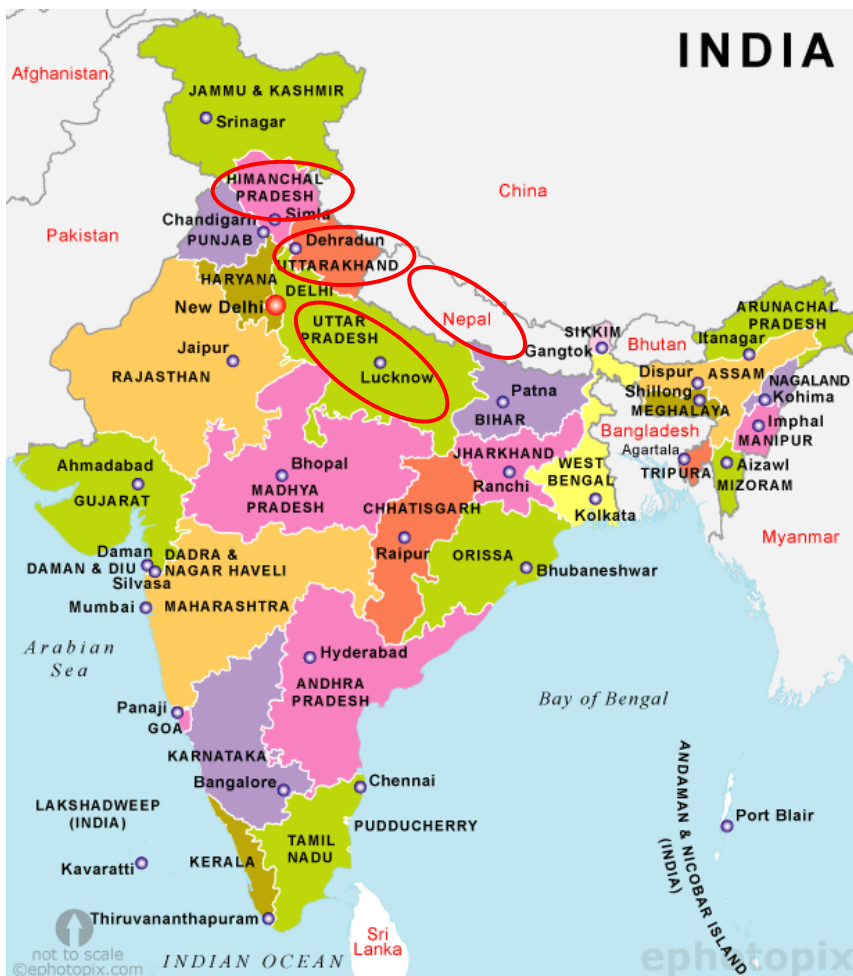 INDIA
Afghanistan
JAMMU & KASHMIR
Srinagar
China
HIMANCHAL
PRADESH
Simla
Chandigarh
PUNJAB
Pakistan
Dehradun
UTTARAKHAND
HARYANA
DELHI
New Delhi
UTTAR
PRADESH
Lucknow
Nepal
SIKKIM
Gangtok
Bhutan
ARUNACHAL
PRADESH
Itanagar
Jaipur
RAJASTHAN
Patna
BIHAR
Dispur
ASSAM
Shillong
MEGHALAYA
NAGALAND
Kohima
Imphal
MANIPUR
Bangladesh
Agartala
TRIPURA
Aizawl
MIZORAM
Ahmadabad
GUJARAT
Bhopal
MADHYA
PRADESH
JHARKHAND
Ranchi
WEST
BENGAL
Kolkata
CHHATISGARH
Raipur
ORISSA
Bhubaneshwar
Myanmar
Daman
DAMAN & DIU
DADRA &
NAGAR HAVELI
Silvasa
Mumbai
MAHARASHTRA
Arabian
Sea
Hyderabad
ANDHRA
PRADESH
Bay of Bengal
Panaji
GOA
KARNATAKA
Bangalore
Chennai
LAKSHADWEEP
(INDIA)
PUDDUCHERRY
TAMIL
NADU
KERALA
Kavaratti
Thiruvananthapuram
ANDAMAN & NICOBAR ISLAND
(INDIA)
Port Blair
Sri
Lanka
INDIAN OCEAN
not to scale
©ephotopix.com
ephotopix